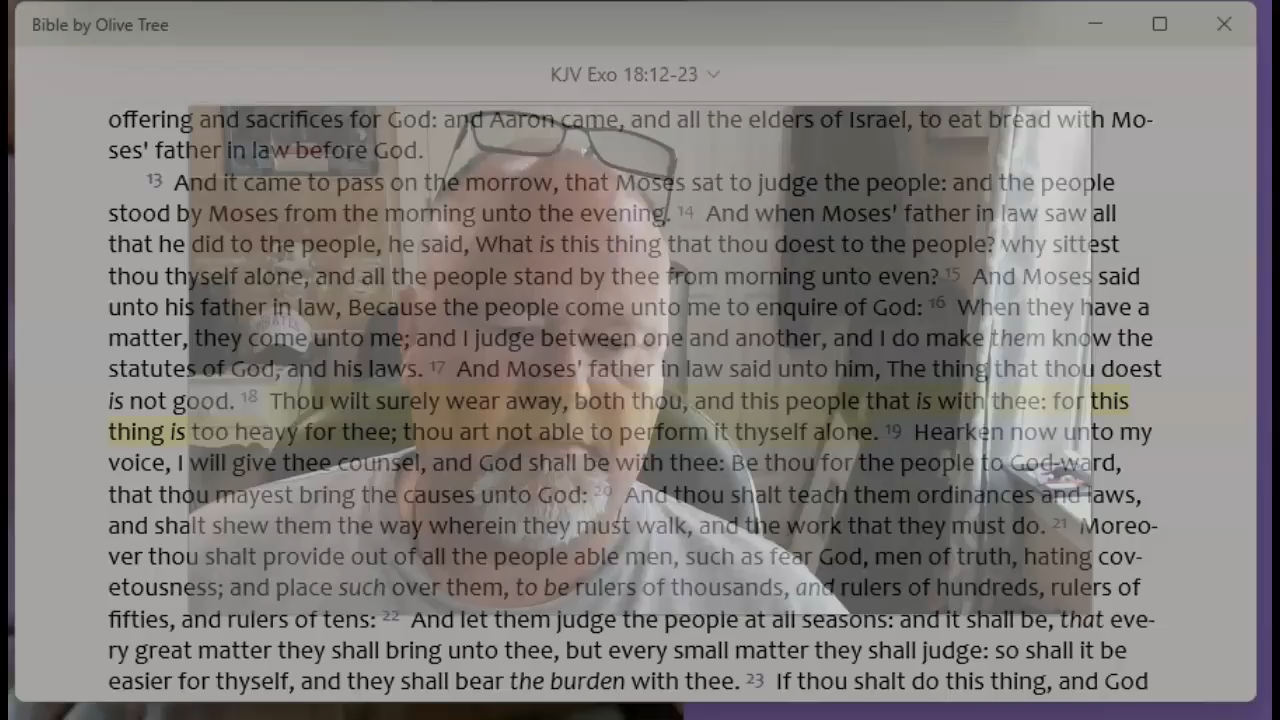 Bible by Olive Tree
KJV Exo 18:12-23
offering and sacrifices for God: and Aaron came, and all the elders of Israel, to eat bread with Mo-
ses' father in law before God.
13 And it came to pass on the morrow, that Moses sat to judge the people: and the people
stood by Moses from the morning unto the evening. 14 And when Moses' father in law saw all
that he did to the people, he said, What is this thing that thou doest to the people? why sittest
thou thyself alone, and all the people stand by thee from morning unto even? 15 And Moses said
unto his father in law, Because the people come unto me to enquire of God: 16 When they have a
matter, they come unto me; and I judge between one and another, and I do make them know the
statutes of God, and his laws. 17 And Moses' father in law said unto him, The thing that thou doest
is not good. 18 Thou wilt surely wear away, both thou, and this people that is with thee: for this
thing is too heavy for thee; thou art not able to perform it thyself alone. 19 Hearken now unto my
voice, I will give thee counsel, and God shall be with thee: Be thou for the people to God-ward,
that thou mayest bring the causes unto God: 20 And thou shalt teach them ordinances and laws,
and shalt shew them the way wherein they must walk, and the work that they must do. 21 Moreo-
ver thou shalt provide out of all the people able men, such as fear God, men of truth, hating cov-
etousness; and place such over them, to be rulers of thousands, and rulers of hundreds, rulers of
fifties, and rulers of tens: 22 And let them judge the people at all seasons: and it shall be, that eve-
ry great matter they shall bring unto thee, but every small matter they shall judge: so shall it be
easier for thyself, and they shall bear the burden with thee. 23 If thou shalt do this thing, and God